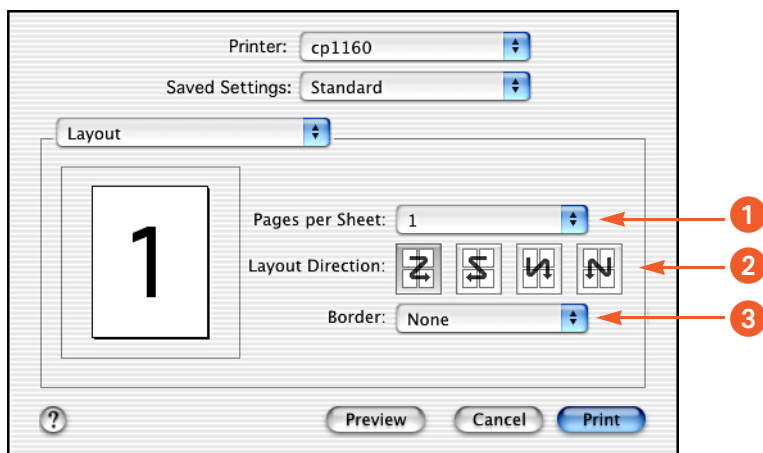 Printer: cp1160
Saved Settings: Standard
Layout
1
Pages per Sheet: 1
1
Layout Direction:
2
Border: None
3
?
Preview
Cancel
Print